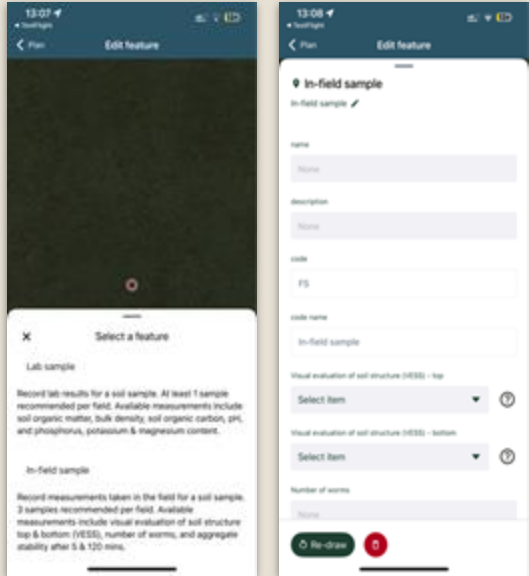 13:07
TestFlight
Plan
Edit feature
Select a feature
Lab sample
Record lab results for a soil sample. At least 1 sample
recommended per field. Available measurements include
soil organic matter, bulk density, soil organic carbon, pH,
and phosphorus, potassium & magnesium content.
In-field sample
Record measurements taken in the field for a soil sample.
3 samples recommended per field. Available
measurements include visual evaluation of soil structure
top & bottom (VESS), number of worms, and aggregate
stability after 5 & 120 mins.
13:08
TestFlight
Plan
Edit feature
In-field sample
In-field sample
name
None
description
None
code
FS
code name
In-field sample
Visual evaluation of soil structure (VESS) - top
Select item
Visual evaluation of soil structure (VESS) - bottom
Select item
Number of worms
None
Re-draw